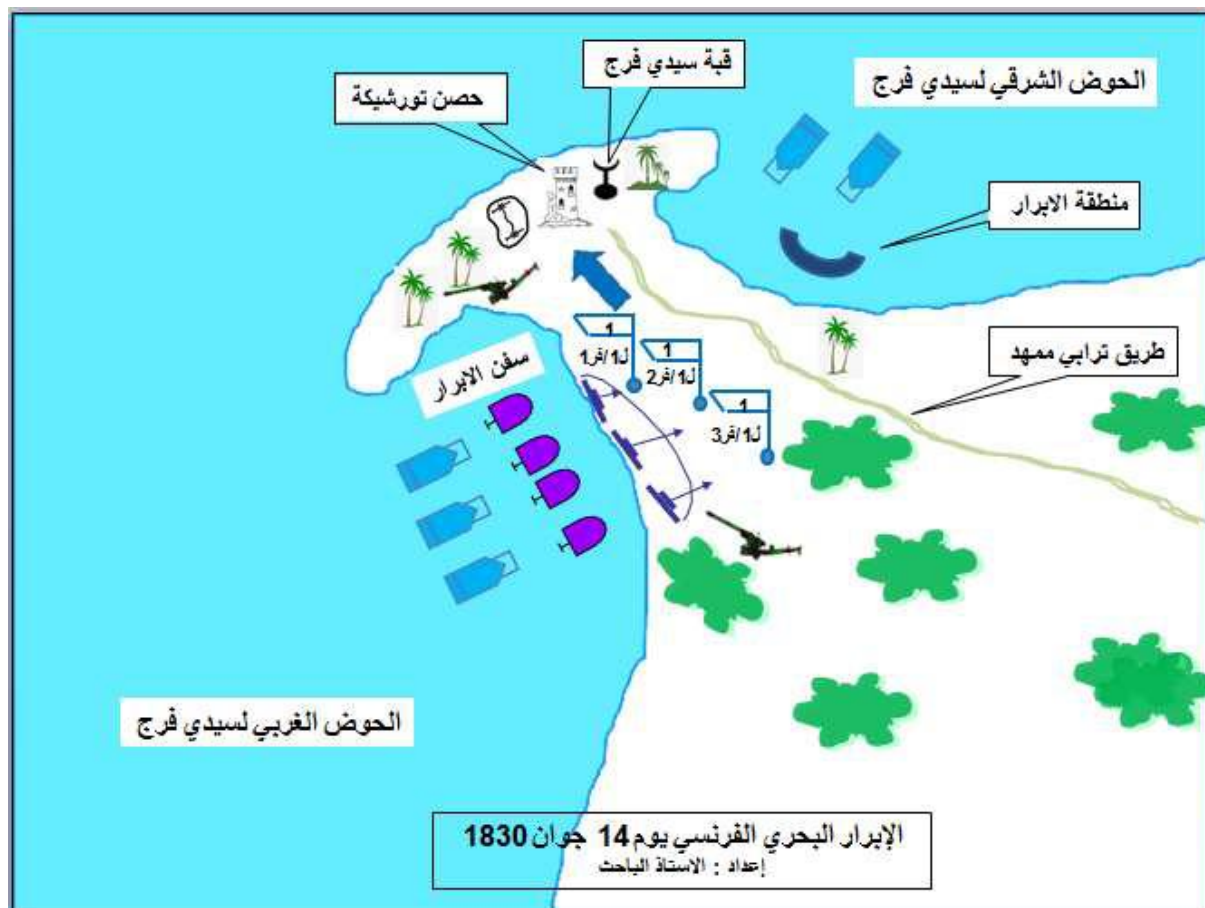 قبة سيدي فرج
حصن تورشيكة
الحوض الشرقي لسيدي فرج
منطقة الابرار
طريق ترابي ممهد
سفن الابرار
1
ل1/فر1
1
ل1/فر2
1
ل1/فر3
الحوض الغربي لسيدي فرج
الإبرار البحري الفرنسي يوم 14 جوان 1830
إعداد : الاستاذ الباحث